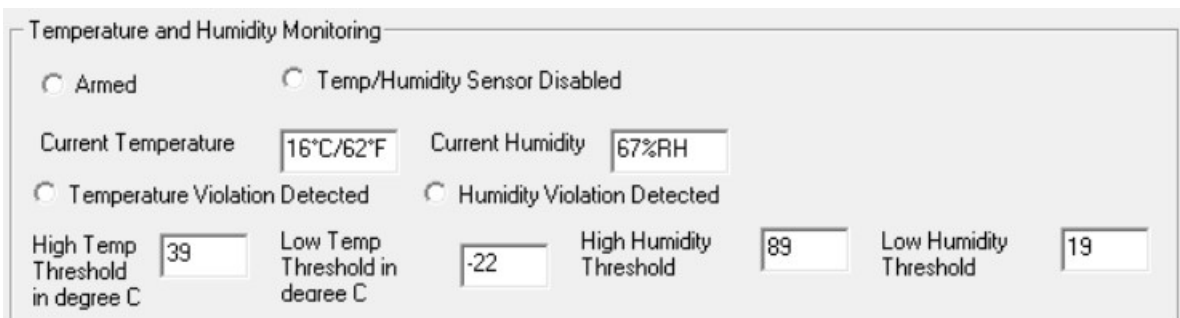 Temperature and Humidity Monitoring
Armed
Temp/Humidity Sensor Disabled
Current Temperature
16°C/62°F
Current Humidity
67%RH
Temperature Violation Detected
Humidity Violation Detected
High Temp
Threshold
in degree C
39
Low Temp
Threshold in
degree C
-22
High Humidity
Threshold
89
Low Humidity
Threshold
19